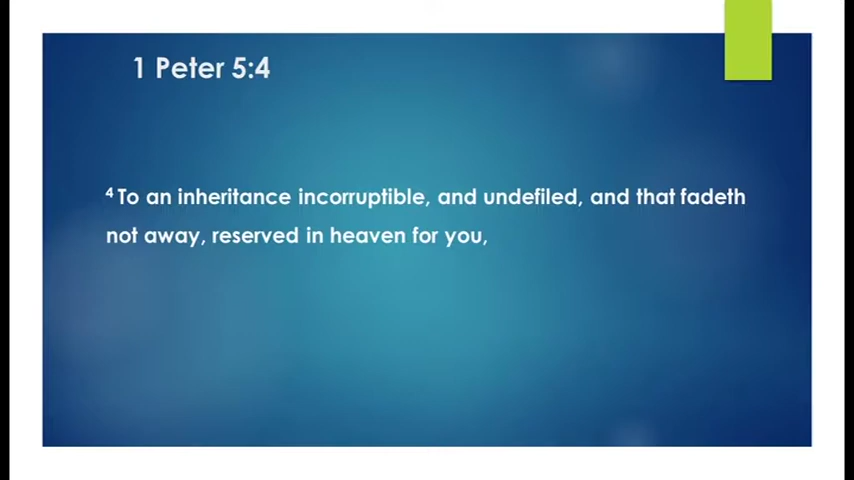 1 Peter 5:4
⁴ To an inheritance incorruptible, and undefiled, and that fadeth
not away, reserved in heaven for you,